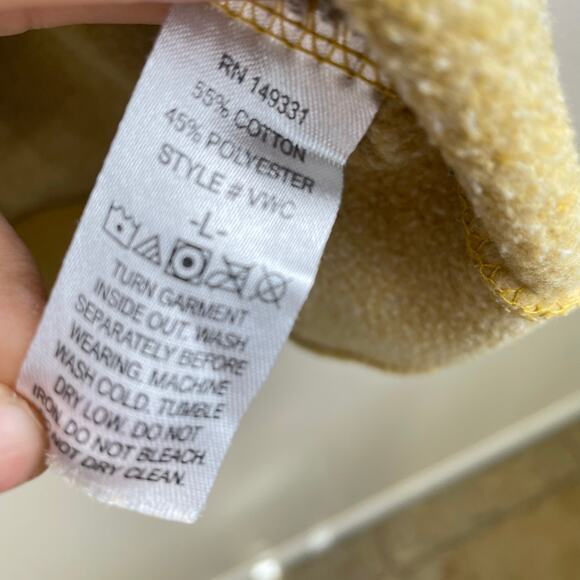 RN 149331
55% COTTON
45% POLYESTER
STYLE # VWC
-L-
TURN GARMENT
INSIDE OUT. WASH
SEPARATELY BEFORE
WEARING. MACHINE
WASH COLD. TUMBLE
DRY LOW. DO NOT
IRON. DO NOT BLEACH.
NOT DRY CLEAN.